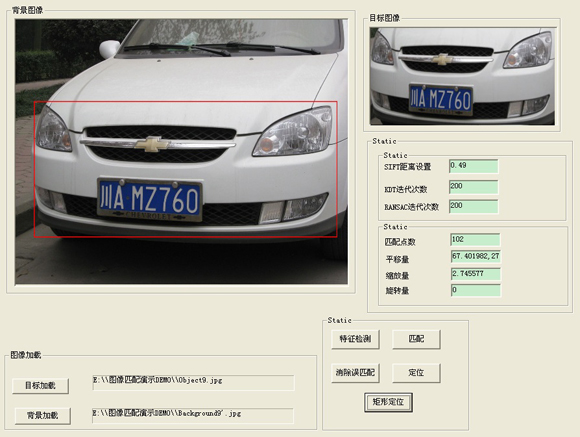 背景图像
川A MZ760
CHEVROLET
目标图像
川A MZ760
Static
Static
SIFT距离设置 0.49
KDT迭代次数 200
RANSAC迭代次数 200
Static
匹配点数 102
平移量 67.401982,27
缩放量 2.745577
旋转量 0
Static
特征检测 匹配
消除误匹配 定位
矩形定位
图像加载
目标加载 E:\\图像匹配演示DEMO\\Object9.jpg
背景加载 E:\\图像匹配演示DEMO\\Background9'.jpg